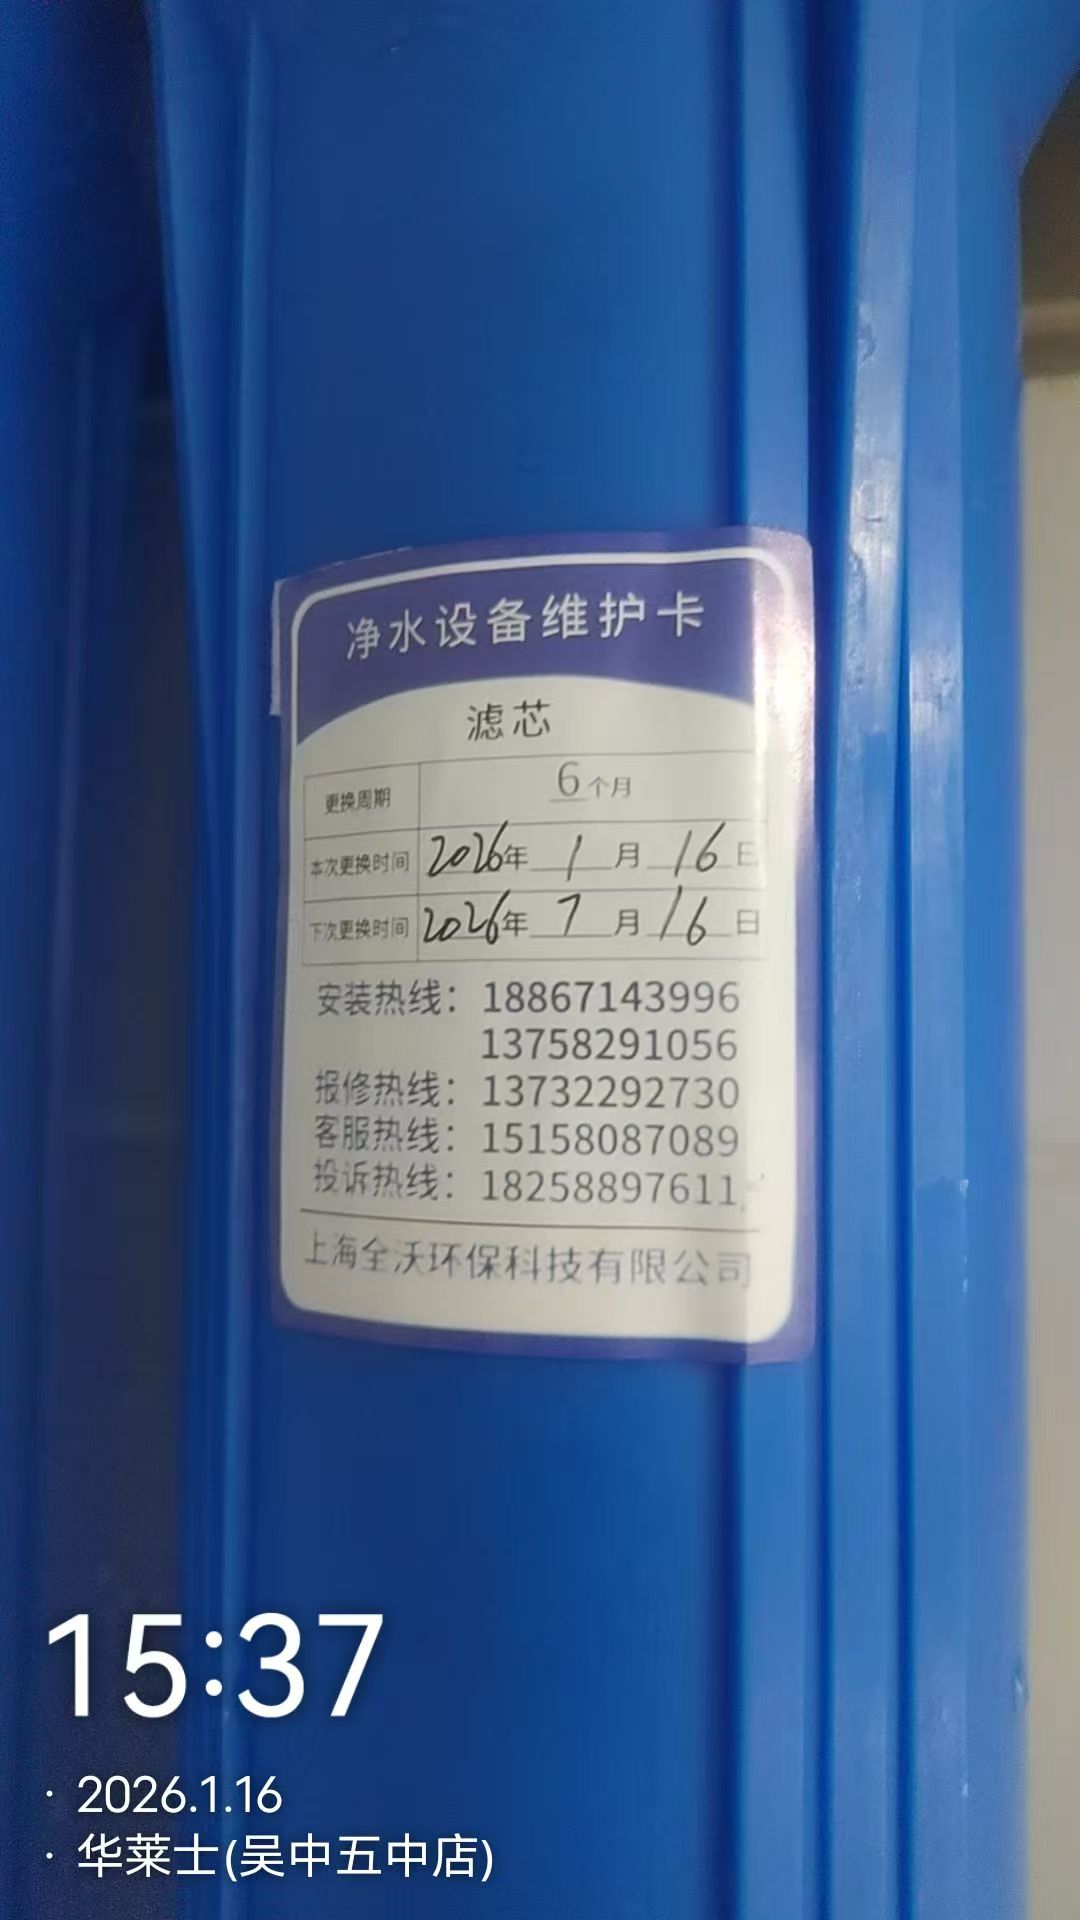 净水设备维护卡
滤芯
更换周期 6个月
本次更换时间 2026年 1 月 16 日
下次更换时间 2026年 7 月 16 日
安装热线：18867143996
13758291056
报修热线：13732292730
客服热线：15158087089
投诉热线：18258897611
上海全沃环保科技有限公司
15:37
· 2026.1.16
· 华莱士(吴中五中店)